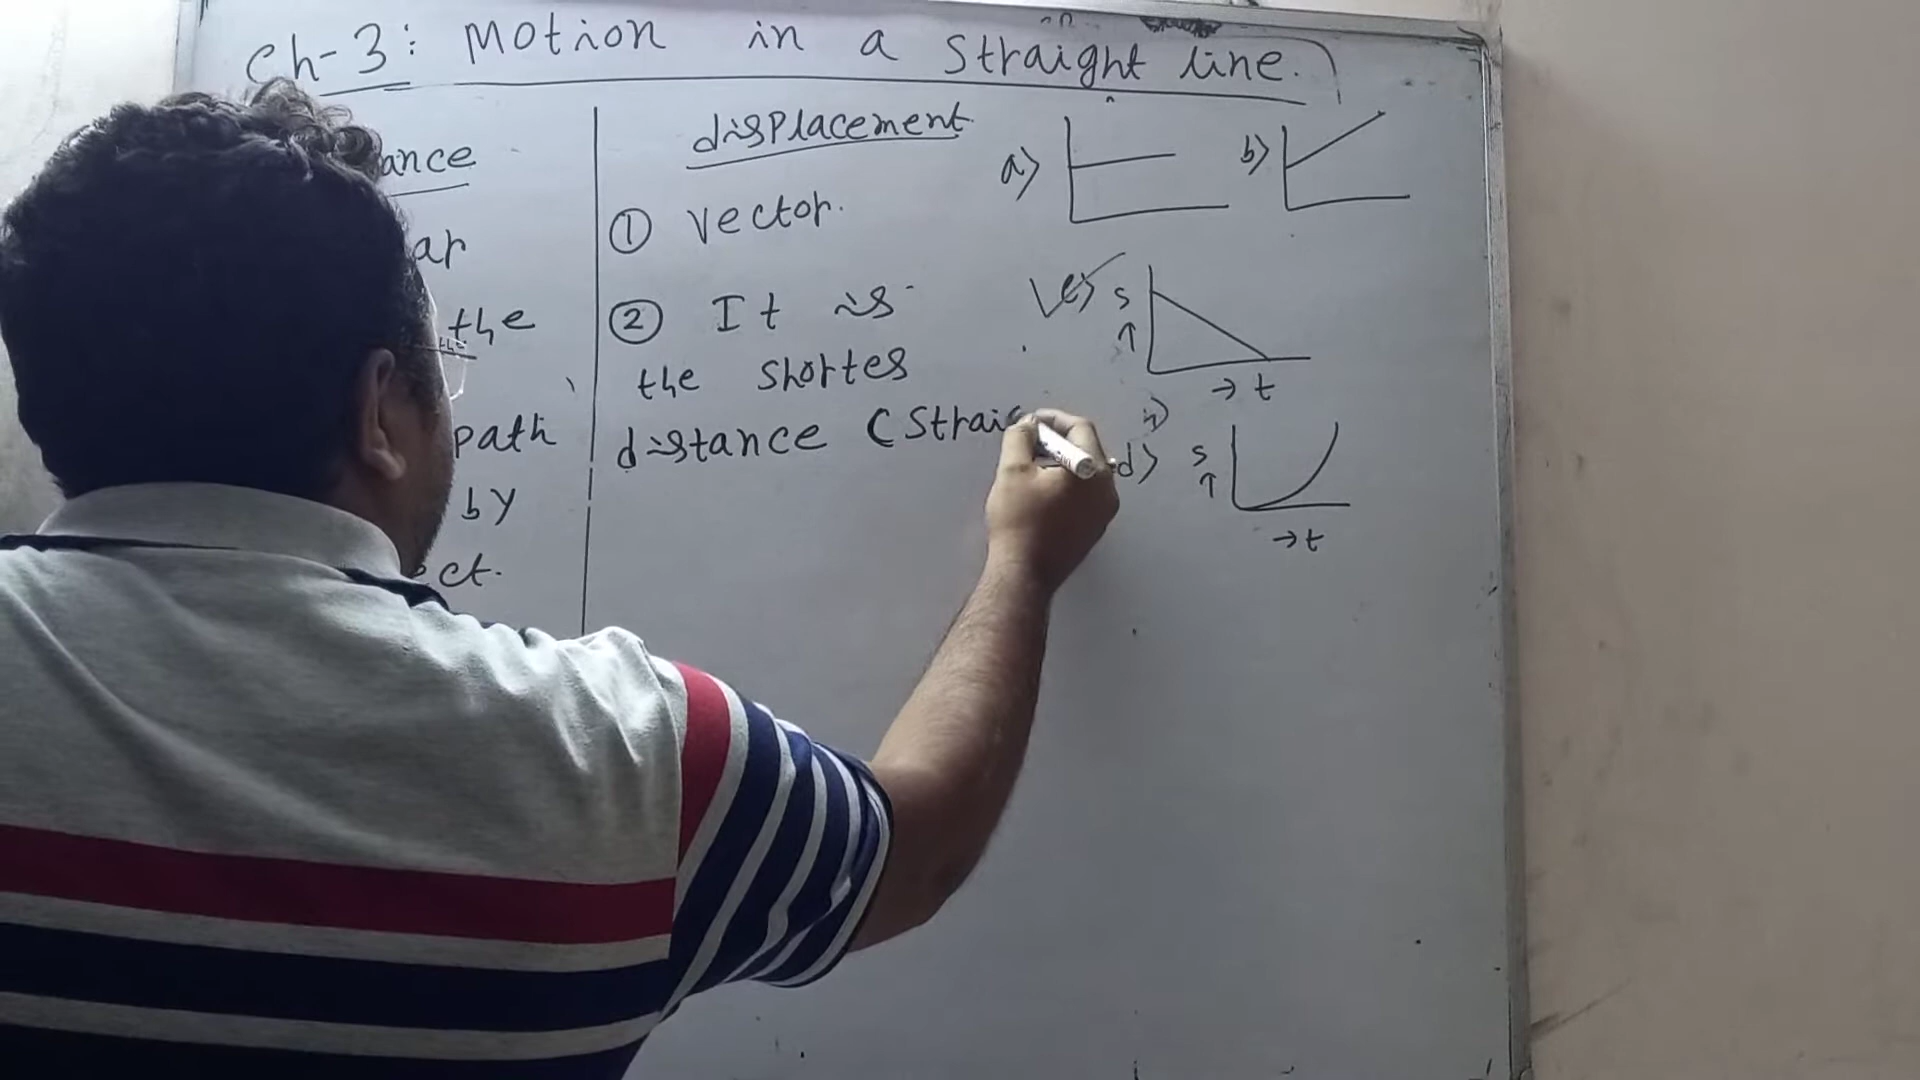 Ch-3: Motion in a Straight line.
ance
ar
the
path
by
ect.
displacement
① vector.
② It is
the shortes
distance (Strai
a)
b)
c) S
↑
→ t
d) S
↑
→ t